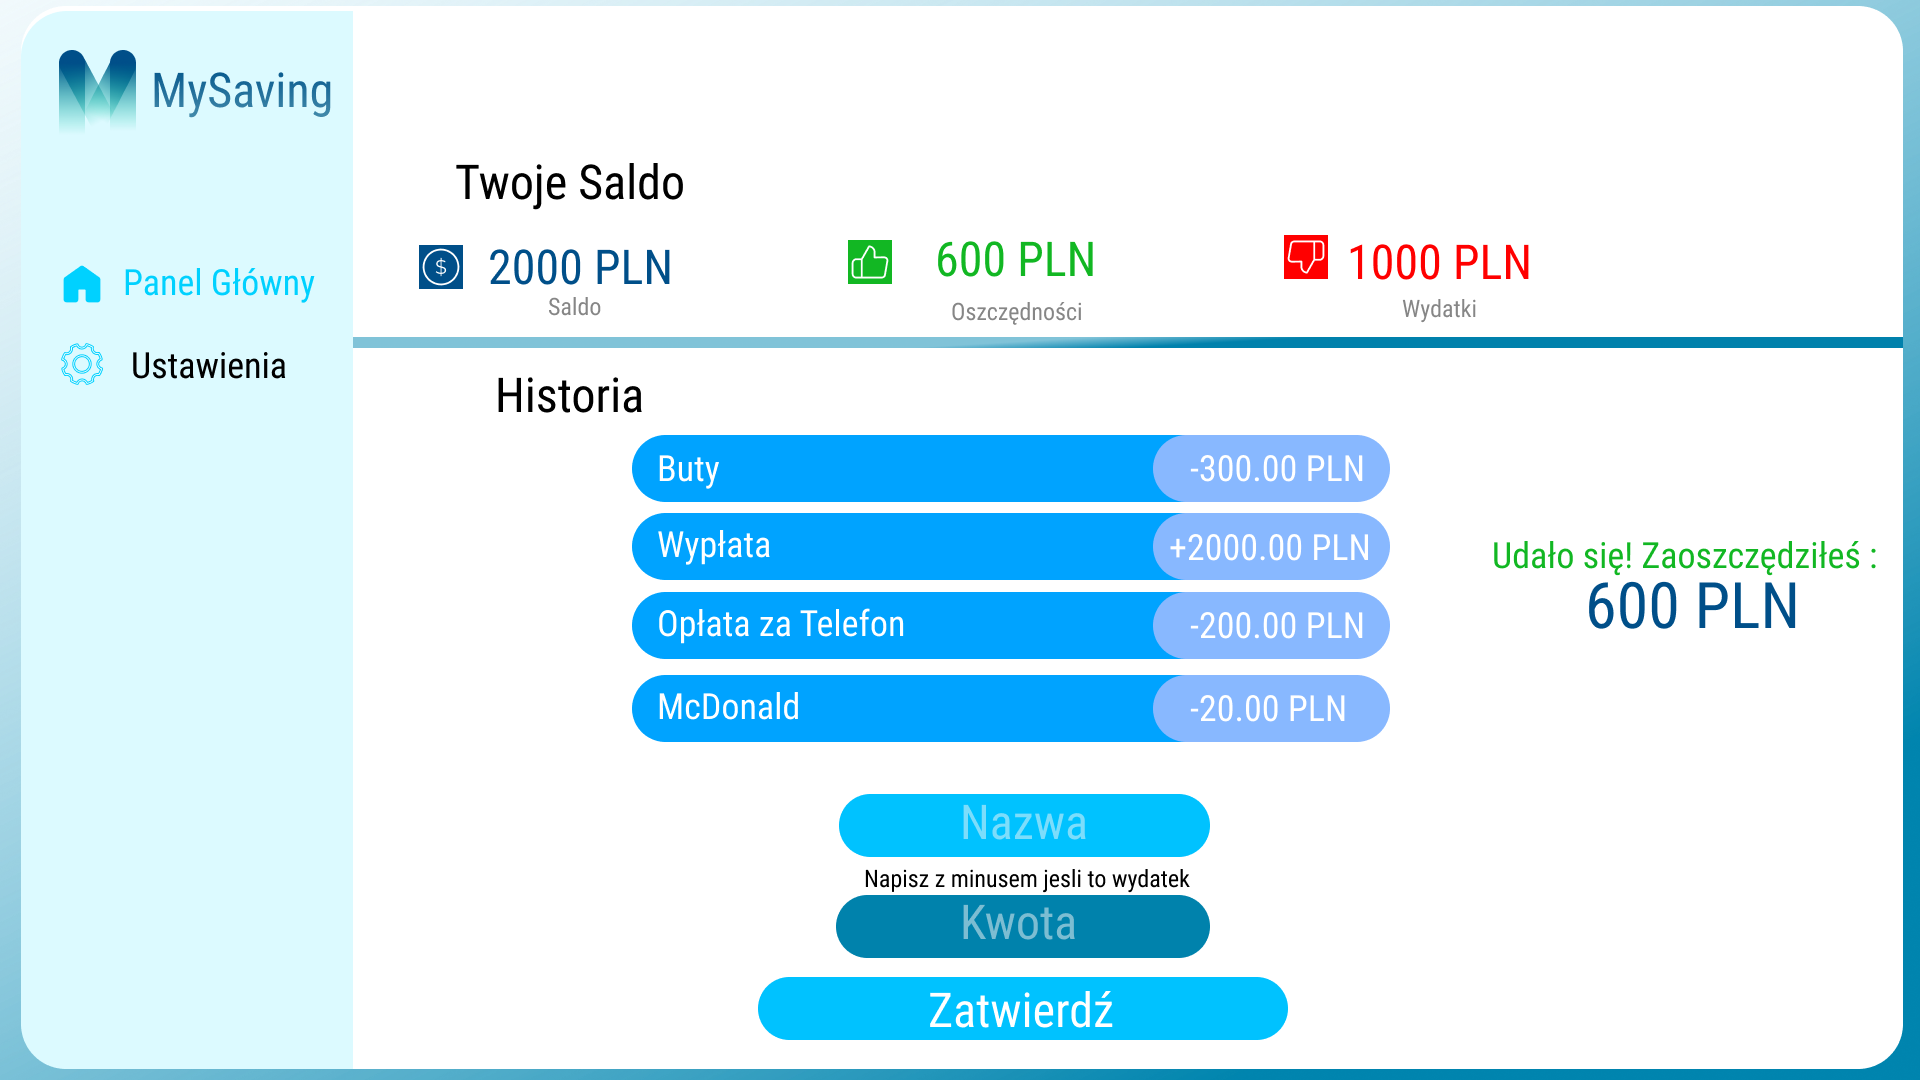 MySaving
Panel Główny
Ustawienia
Twoje Saldo
2000 PLN
Saldo
600 PLN
Oszczędności
1000 PLN
Wydatki
Historia
Buty -300.00 PLN
Wypłata +2000.00 PLN
Opłata za Telefon -200.00 PLN
McDonald -20.00 PLN
Udało się! Zaoszczędziłeś :
600 PLN
Nazwa
Napisz z minusem jesli to wydatek
Kwota
Zatwierdź